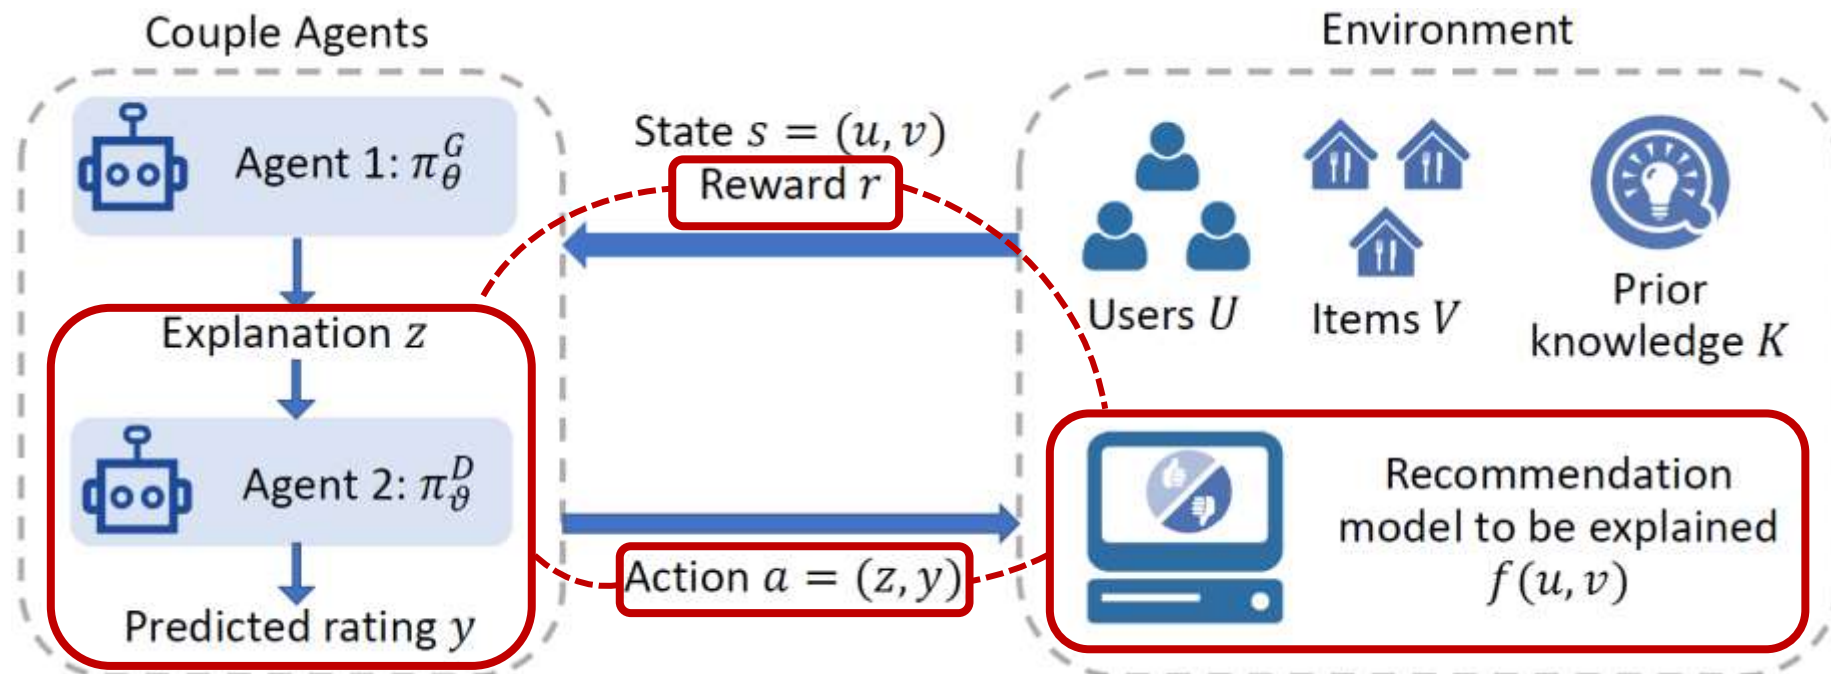 Couple Agents
Agent 1: π_θ^G
Explanation z
Agent 2: π_ϑ^D
Predicted rating y
State s = (u, v)
Reward r
Action a = (z, y)
Environment
Users U
Items V
Prior
knowledge K
Recommendation
model to be explained
f(u, v)